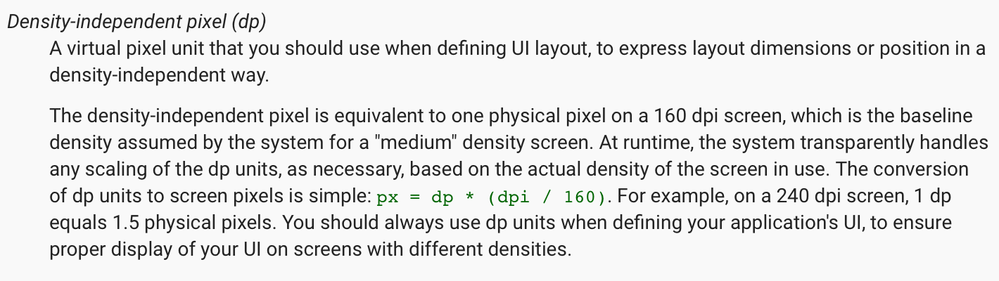 Density-independent pixel (dp)
A virtual pixel unit that you should use when defining UI layout, to express layout dimensions or position in a
density-independent way.
The density-independent pixel is equivalent to one physical pixel on a 160 dpi screen, which is the baseline
density assumed by the system for a "medium" density screen. At runtime, the system transparently handles
any scaling of the dp units, as necessary, based on the actual density of the screen in use. The conversion
of dp units to screen pixels is simple: px = dp * (dpi / 160). For example, on a 240 dpi screen, 1 dp
equals 1.5 physical pixels. You should always use dp units when defining your application's UI, to ensure
proper display of your UI on screens with different densities.